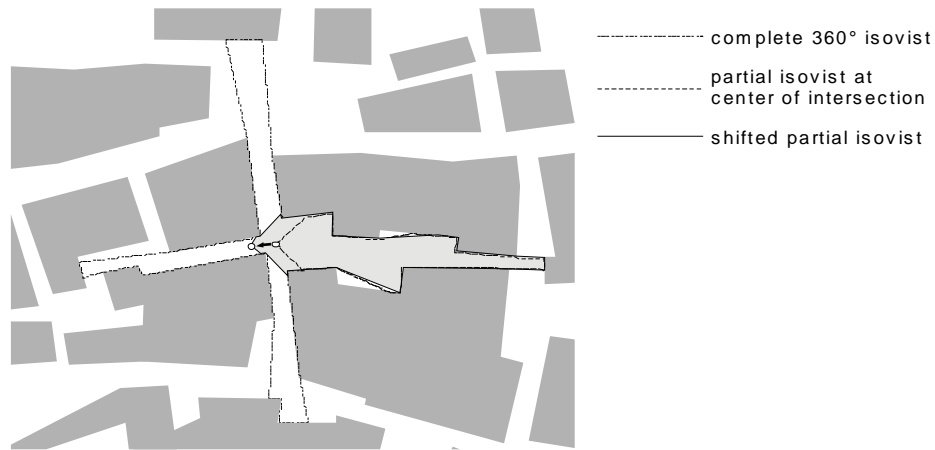 complete 360° isovist
partial isovist at
center of intersection
shifted partial isovist